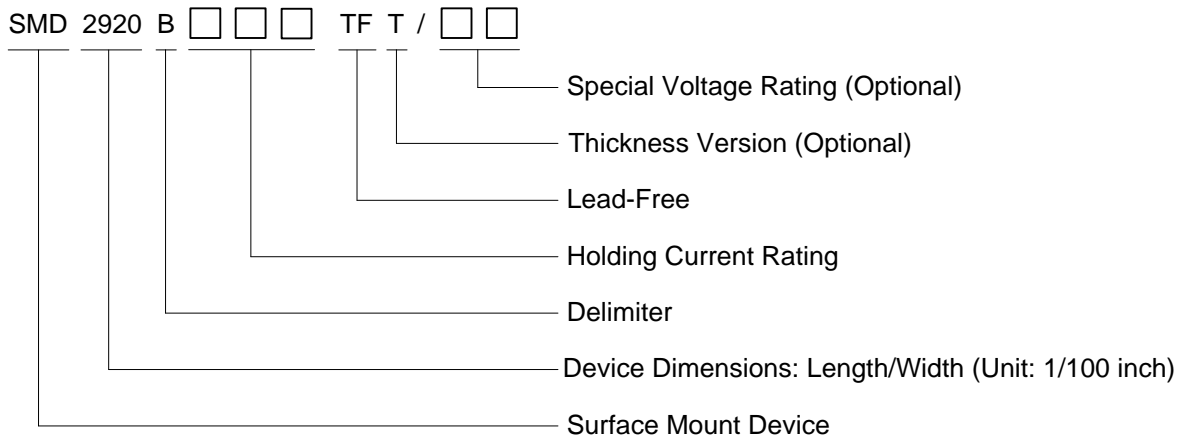 SMD 2920 B □ □ □ TF T / □ □
Special Voltage Rating (Optional)
Thickness Version (Optional)
Lead-Free
Holding Current Rating
Delimiter
Device Dimensions: Length/Width (Unit: 1/100 inch)
Surface Mount Device